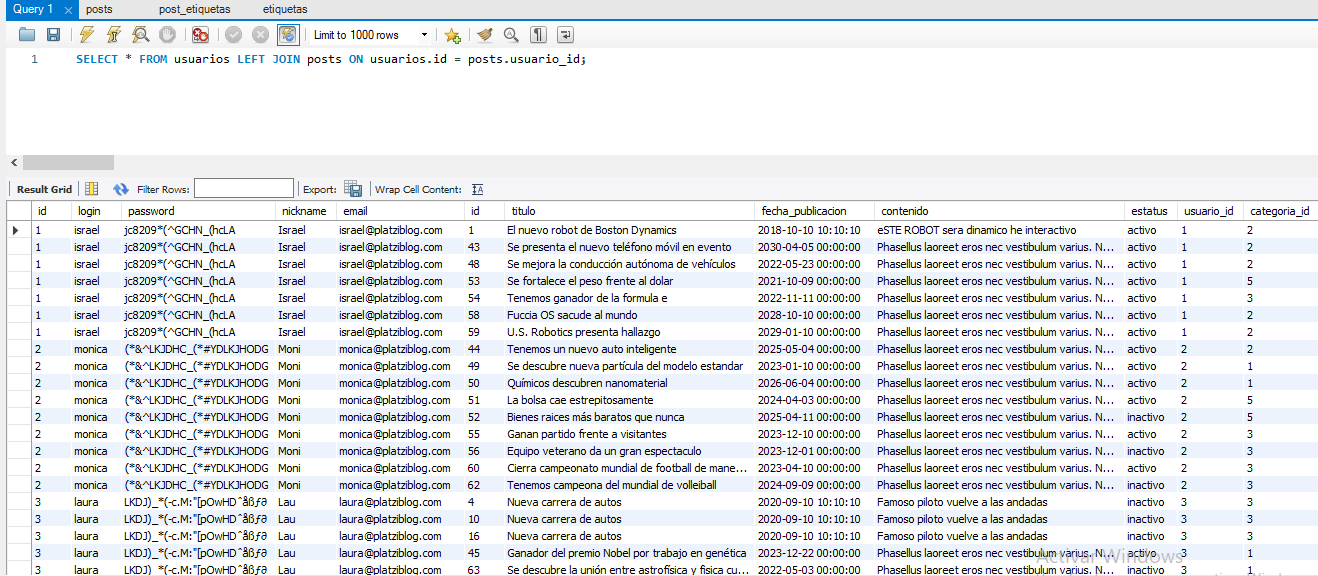 Query 1 posts post_etiquetas etiquetas
Limit to 1000 rows
1 SELECT * FROM usuarios LEFT JOIN posts ON usuarios.id = posts.usuario_id;
Result Grid Filter Rows: Export: Wrap Cell Content:
id login password nickname email id titulo fecha_publicacion contenido estatus usuario_id categoria_id
1 israel jc8209*(^GCHN_(hcLA Israel israel@platziblog.com 1 El nuevo robot de Boston Dynamics 2018-10-10 10:10:10 eSTE ROBOT sera dinamico he interactivo activo 1 2
1 israel jc8209*(^GCHN_(hcLA Israel israel@platziblog.com 43 Se presenta el nuevo teléfono móvil en evento 2030-04-05 00:00:00 Phasellus laoreet eros nec vestibulum varius. N... activo 1 2
1 israel jc8209*(^GCHN_(hcLA Israel israel@platziblog.com 48 Se mejora la conducción autónoma de vehículos 2022-05-23 00:00:00 Phasellus laoreet eros nec vestibulum varius. N... activo 1 2
1 israel jc8209*(^GCHN_(hcLA Israel israel@platziblog.com 53 Se fortalece el peso frente al dolar 2021-10-09 00:00:00 Phasellus laoreet eros nec vestibulum varius. N... activo 1 5
1 israel jc8209*(^GCHN_(hcLA Israel israel@platziblog.com 54 Tenemos ganador de la formula e 2022-11-11 00:00:00 Phasellus laoreet eros nec vestibulum varius. N... activo 1 3
1 israel jc8209*(^GCHN_(hcLA Israel israel@platziblog.com 58 Fuccia OS sacude al mundo 2028-10-10 00:00:00 Phasellus laoreet eros nec vestibulum varius. N... activo 1 2
1 israel jc8209*(^GCHN_(hcLA Israel israel@platziblog.com 59 U.S. Robotics presenta hallazgo 2029-01-10 00:00:00 Phasellus laoreet eros nec vestibulum varius. N... activo 1 2
2 monica (*&^LKJDHC_(*#YDLKJHODG Moni monica@platziblog.com 44 Tenemos un nuevo auto inteligente 2025-05-04 00:00:00 Phasellus laoreet eros nec vestibulum varius. N... activo 2 2
2 monica (*&^LKJDHC_(*#YDLKJHODG Moni monica@platziblog.com 49 Se descubre nueva partícula del modelo estandar 2023-01-10 00:00:00 Phasellus laoreet eros nec vestibulum varius. N... activo 2 1
2 monica (*&^LKJDHC_(*#YDLKJHODG Moni monica@platziblog.com 50 Químicos descubren nanomaterial 2026-06-04 00:00:00 Phasellus laoreet eros nec vestibulum varius. N... activo 2 1
2 monica (*&^LKJDHC_(*#YDLKJHODG Moni monica@platziblog.com 51 La bolsa cae estrepitosamente 2024-04-03 00:00:00 Phasellus laoreet eros nec vestibulum varius. N... activo 2 5
2 monica (*&^LKJDHC_(*#YDLKJHODG Moni monica@platziblog.com 52 Bienes raices más baratos que nunca 2025-04-11 00:00:00 Phasellus laoreet eros nec vestibulum varius. N... inactivo 2 5
2 monica (*&^LKJDHC_(*#YDLKJHODG Moni monica@platziblog.com 55 Ganan partido frente a visitantes 2023-12-10 00:00:00 Phasellus laoreet eros nec vestibulum varius. N... activo 2 3
2 monica (*&^LKJDHC_(*#YDLKJHODG Moni monica@platziblog.com 56 Equipo veterano da un gran espectaculo 2023-12-01 00:00:00 Phasellus laoreet eros nec vestibulum varius. N... inactivo 2 3
2 monica (*&^LKJDHC_(*#YDLKJHODG Moni monica@platziblog.com 60 Cierra campeonato mundial de football de mane... 2023-04-10 00:00:00 Phasellus laoreet eros nec vestibulum varius. N... activo 2 3
2 monica (*&^LKJDHC_(*#YDLKJHODG Moni monica@platziblog.com 62 Tenemos campeona del mundial de volleiball 2024-09-09 00:00:00 Phasellus laoreet eros nec vestibulum varius. N... inactivo 2 3
3 laura LKDJ)_*(-c.M:"[pOwHDˆåßƒ∂ Lau laura@platziblog.com 4 Nueva carrera de autos 2020-09-10 10:10:10 Famoso piloto vuelve a las andadas inactivo 3 3
3 laura LKDJ)_*(-c.M:"[pOwHDˆåßƒ∂ Lau laura@platziblog.com 10 Nueva carrera de autos 2020-09-10 10:10:10 Famoso piloto vuelve a las andadas inactivo 3 3
3 laura LKDJ)_*(-c.M:"[pOwHDˆåßƒ∂ Lau laura@platziblog.com 16 Nueva carrera de autos 2020-09-10 10:10:10 Famoso piloto vuelve a las andadas inactivo 3 3
3 laura LKDJ)_*(-c.M:"[pOwHDˆåßƒ∂ Lau laura@platziblog.com 45 Ganador del premio Nobel por trabajo en genética 2023-12-22 00:00:00 Phasellus laoreet eros nec vestibulum varius. N... activo 3 1
Activar Windows
3 laura LKDJ)_*(-c.M:"[pOwHDˆåßƒ∂ Lau laura@platziblog.com 63 Se descubre la unión entre astrofísica y fisica cu... 2022-05-03 00:00:00 Phasellus laoreet eros nec vestibulum varius. N... inactivo 3 1